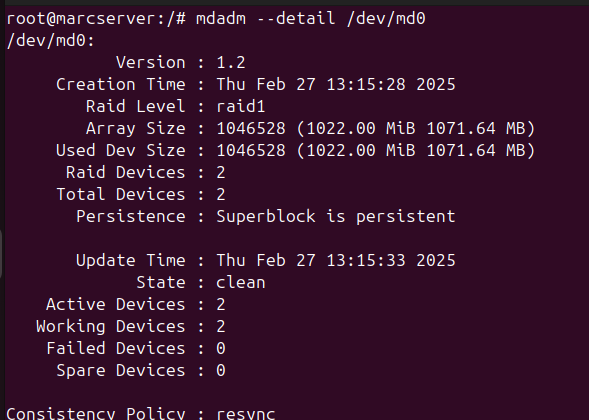 root@marcserver:/# mdadm --detail /dev/md0
/dev/md0:
Version : 1.2
Creation Time : Thu Feb 27 13:15:28 2025
Raid Level : raid1
Array Size : 1046528 (1022.00 MiB 1071.64 MB)
Used Dev Size : 1046528 (1022.00 MiB 1071.64 MB)
Raid Devices : 2
Total Devices : 2
Persistence : Superblock is persistent
Update Time : Thu Feb 27 13:15:33 2025
State : clean
Active Devices : 2
Working Devices : 2
Failed Devices : 0
Spare Devices : 0
Consistency Policy : resync